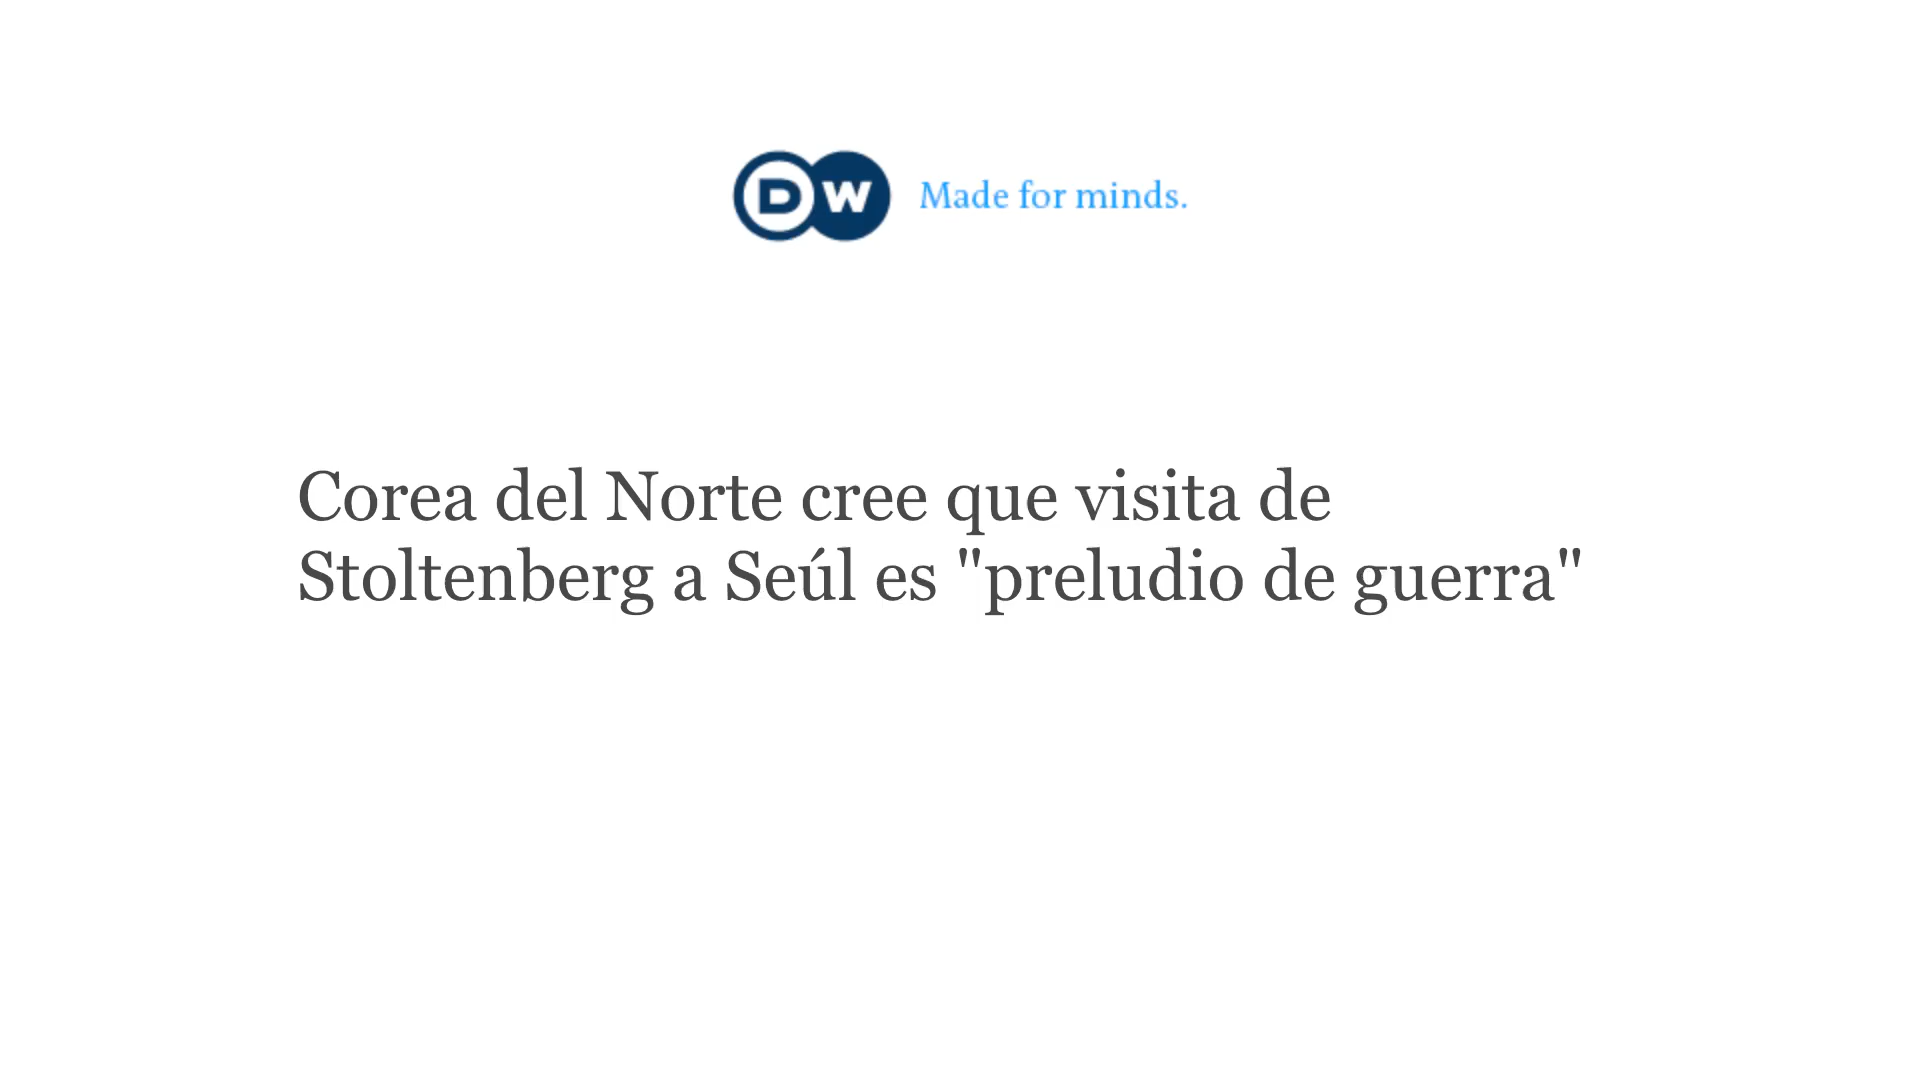 DW Made for minds.
Corea del Norte cree que visita de
Stoltenberg a Seúl es "preludio de guerra"